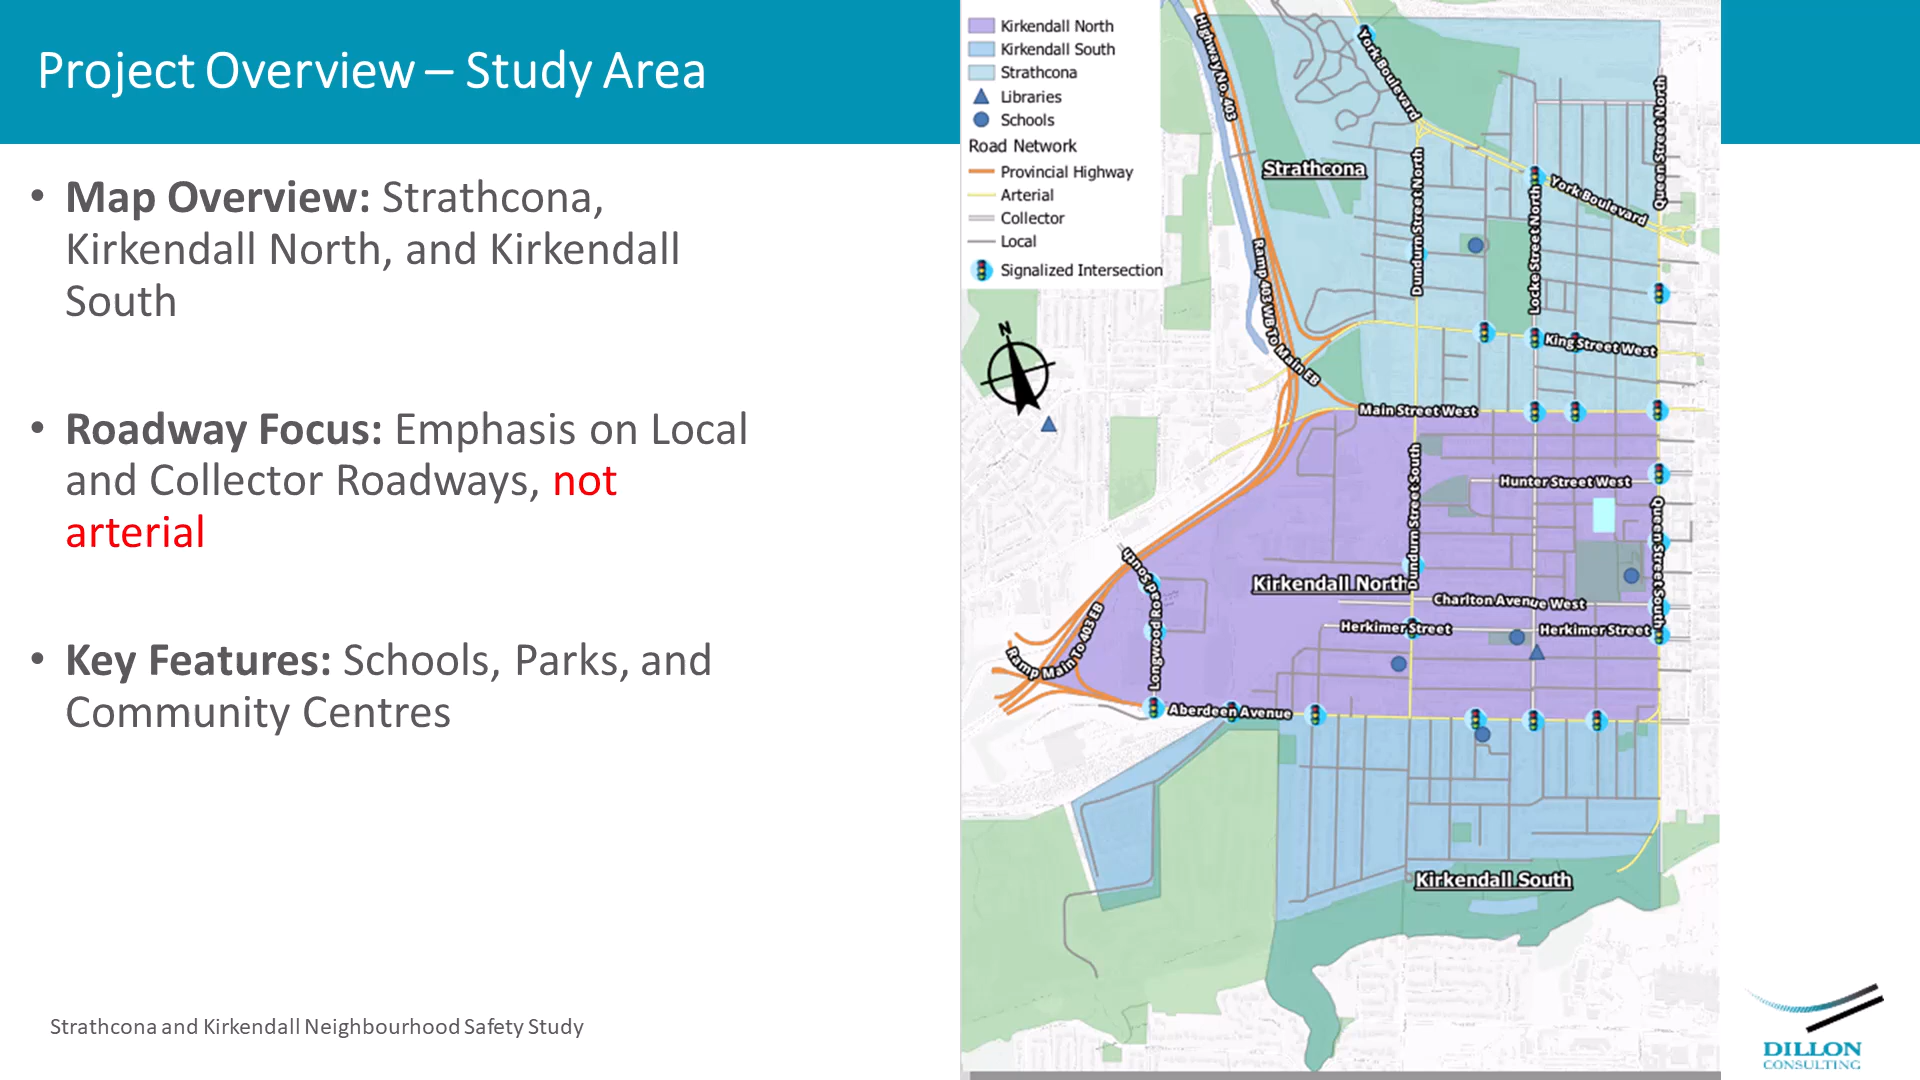 Project Overview – Study Area
• Map Overview: Strathcona,
Kirkendall North, and Kirkendall
South
• Roadway Focus: Emphasis on Local
and Collector Roadways, not
arterial
• Key Features: Schools, Parks, and
Community Centres
Strathcona and Kirkendall Neighbourhood Safety Study
Kirkendall North
Kirkendall South
Strathcona
Libraries
Schools
Road Network
Provincial Highway
Arterial
Collector
Local
Signalized Intersection
N
Highway No. 403
York Boulevard
Queen Street North
Strathcona
Dundurn Street North
Locke Street North
York Boulevard
Ramp 403 WB To Main EB
King Street West
Main Street West
Dundurn Street South
Hunter Street West
Queen Street South
Longwood Road South
Kirkendall North
Charlton Avenue West
Herkimer Street
Herkimer Street
Ramp Main To 403 EB
Aberdeen Avenue
Kirkendall South
DILLON
CONSULTING